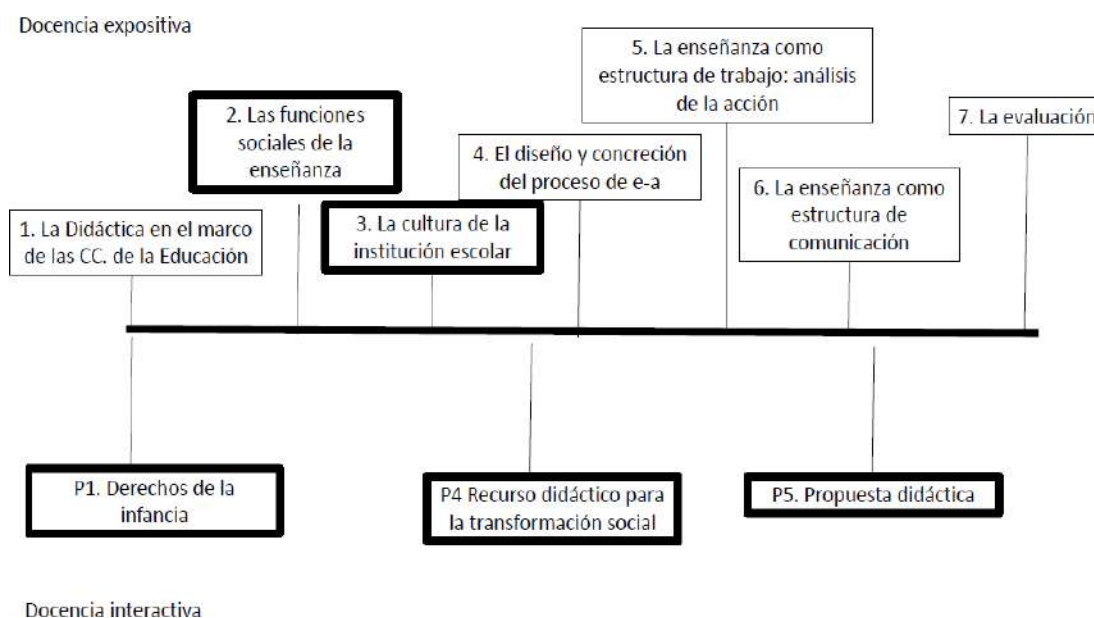 Docencia expositiva
5. La enseñanza como
estructura de trabajo: análisis
de la acción
2. Las funciones
sociales de la
enseñanza
7. La evaluación
4. El diseño y concreción
del proceso de e-a
6. La enseñanza como
estructura de
comunicación
1. La Didáctica en el marco
de las CC. de la Educación
3. La cultura de la
institución escolar
P1. Derechos de la
infancia
P4 Recurso didáctico para
la transformación social
P5. Propuesta didáctica
Docencia interactiva